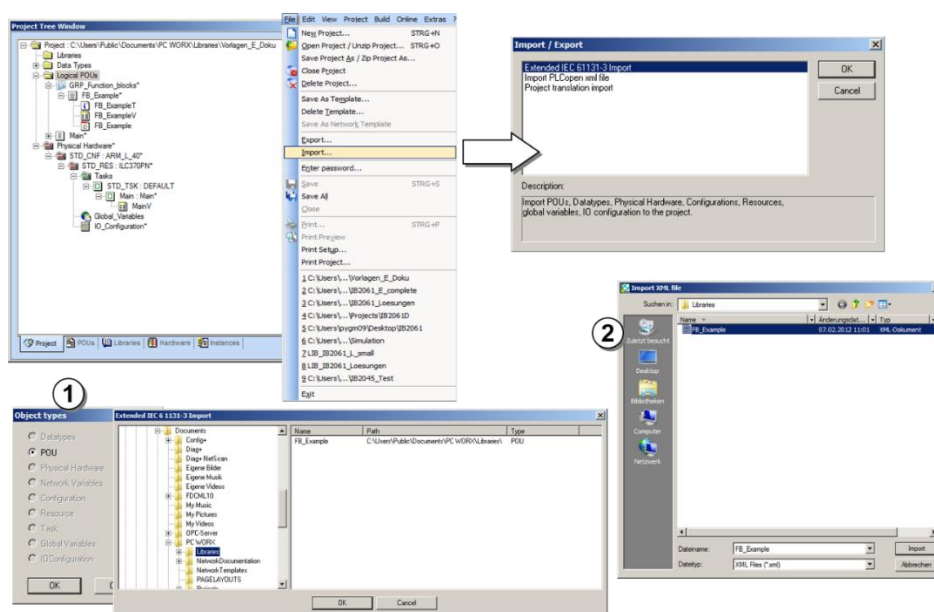 Project Tree Window
Project : C:\Users\Public\Documents\PC WORX\Libraries\Vorlagen_E_Doku
Libraries
Data Types
Logical POUs
GRP_Function_blocks*
FB_Example*
FB_ExampleT
FB_ExampleV
FB_Example
Main*
Physical Hardware*
STD_CNF : ARM_L_40*
STD_RES : ILC370PN*
Tasks
STD_TSK : DEFAULT
Main : Main*
MainV
Global_Variables
IO_Configuration*
Project POUs Libraries Hardware Instances
File Edit View Project Build Online Extras ?
New Project... STRG+N
Open Project / Unzip Project... STRG+O
Save Project As / Zip Project As...
Close Project
Delete Project...
Save As Template...
Delete Template...
Save As Network Template
Export...
Import...
Enter password...
Save STRG+S
Save All
Close
Print... STRG+P
Print Preview
Print Setup...
Print Project...
1 C:\Users\...\Vorlagen_E_Doku
2 C:\Users\...\IB2061_E_complete
3 C:\Users\...\IB2061_Loesungen
4 C:\Users\...\Projects\IB2061D
5 C:\Users\pygm09\Desktop\IB2061
6 C:\Users\...\Simulation
7 LIB_IB2061_L_small
8 LIB_IB2061_Loesungen
9 C:\Users\...\IB2045_Test
Exit
Import / Export
Extended IEC 61131-3 Import
Import PLCopen xml file
Project translation import
OK
Cancel
Description:
Import POUs, Datatypes, Physical Hardware, Configurations, Resources,
global variables, IO configuration to the project.
1
Object types
Datatypes
POU
Physical Hardware
Network Variables
Configuration
Resource
Task
Global Variables
IOConfiguration
OK
Extended IEC 6 1131-3 Import
Documents
Config+
Diag+
Diag+ NetScan
Eigene Bilder
Eigene Musik
Eigene Videos
FDCML10
My Music
My Pictures
My Videos
OPC-Server
PC WORX
Libraries
NetworkDocumentation
NetworkTemplates
PAGELAYOUTS
Projects
Name Path Type
FB_Example C:\Users\Public\Documents\PC WORX\Libraries\ POU
OK Cancel
2
Import XML file
Suchen in: Libraries
Name Änderungsdat... Typ
FB_Example 07.02.2012 11:01 XML-Dokument
Zuletzt besucht
Desktop
Bibliotheken
Computer
Netzwerk
Dateiname: FB_Example Import
Dateityp: XML Files (*.xml) Abbrechen